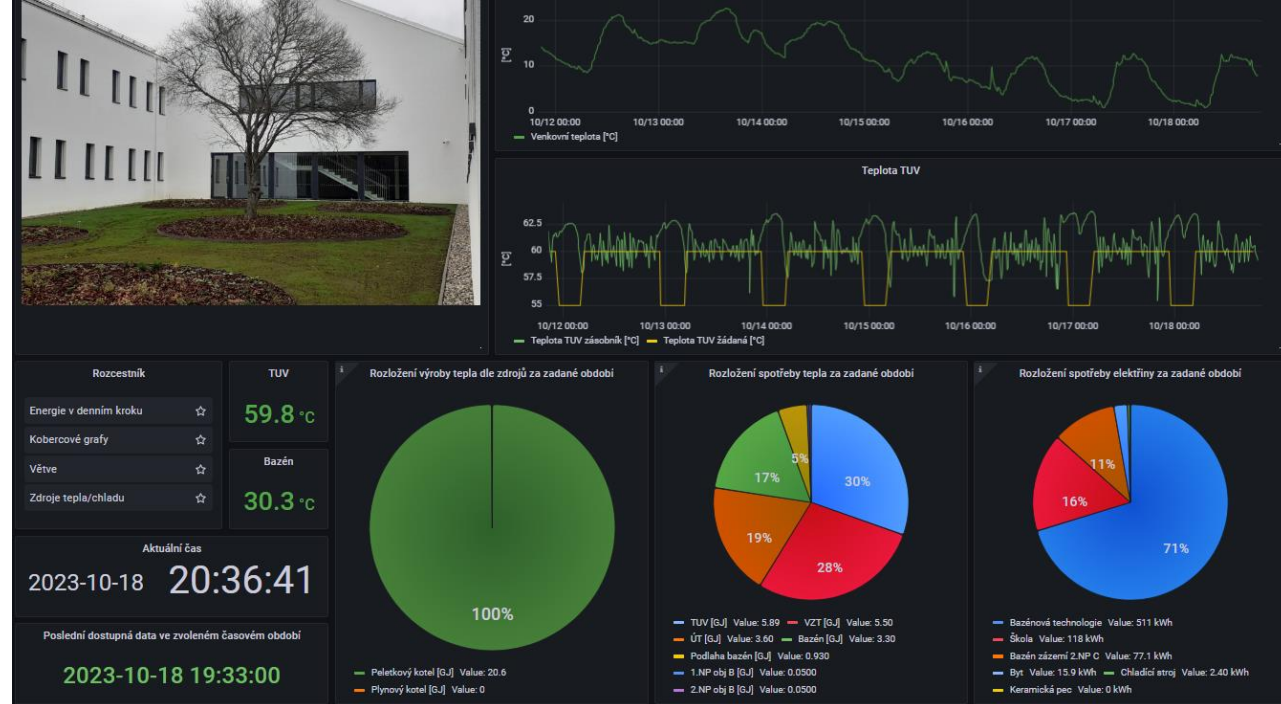 20
10
0
[°C]
10/12 00:00 10/13 00:00 10/14 00:00 10/15 00:00 10/16 00:00 10/17 00:00 10/18 00:00
Venkovní teplota [°C]
Teplota TUV
62.5
60
57.5
55
[°C]
10/12 00:00 10/13 00:00 10/14 00:00 10/15 00:00 10/16 00:00 10/17 00:00 10/18 00:00
Teplota TUV zásobník [°C] Teplota TUV žádaná [°C]
Rozcestník
Energie v denním kroku
Kobercové grafy
Větve
Zdroje tepla/chladu
TUV
59.8 °C
Bazén
30.3 °C
Aktuální čas
2023-10-18 20:36:41
Poslední dostupná data ve zvoleném časovém období
2023-10-18 19:33:00
i
Rozložení výroby tepla dle zdrojů za zadané období
100%
Peletkový kotel [GJ] Value: 20.6
Plynový kotel [GJ] Value: 0
i
Rozložení spotřeby tepla za zadané období
5%
17%
30%
19%
28%
TUV [GJ] Value: 5.89 VZT [GJ] Value: 5.50
ÚT [GJ] Value: 3.60 Bazén [GJ] Value: 3.30
Podlaha bazén [GJ] Value: 0.930
1.NP obj B [GJ] Value: 0.0500
2.NP obj B [GJ] Value: 0.0500
i
Rozložení spotřeby elektřiny za zadané období
11%
16%
71%
Bazénová technologie Value: 511 kWh
Škola Value: 118 kWh
Bazén zázemí 2.NP C Value: 77.1 kWh
Byt Value: 15.9 kWh Chladící stroj Value: 2.40 kWh
Keramická pec Value: 0 kWh